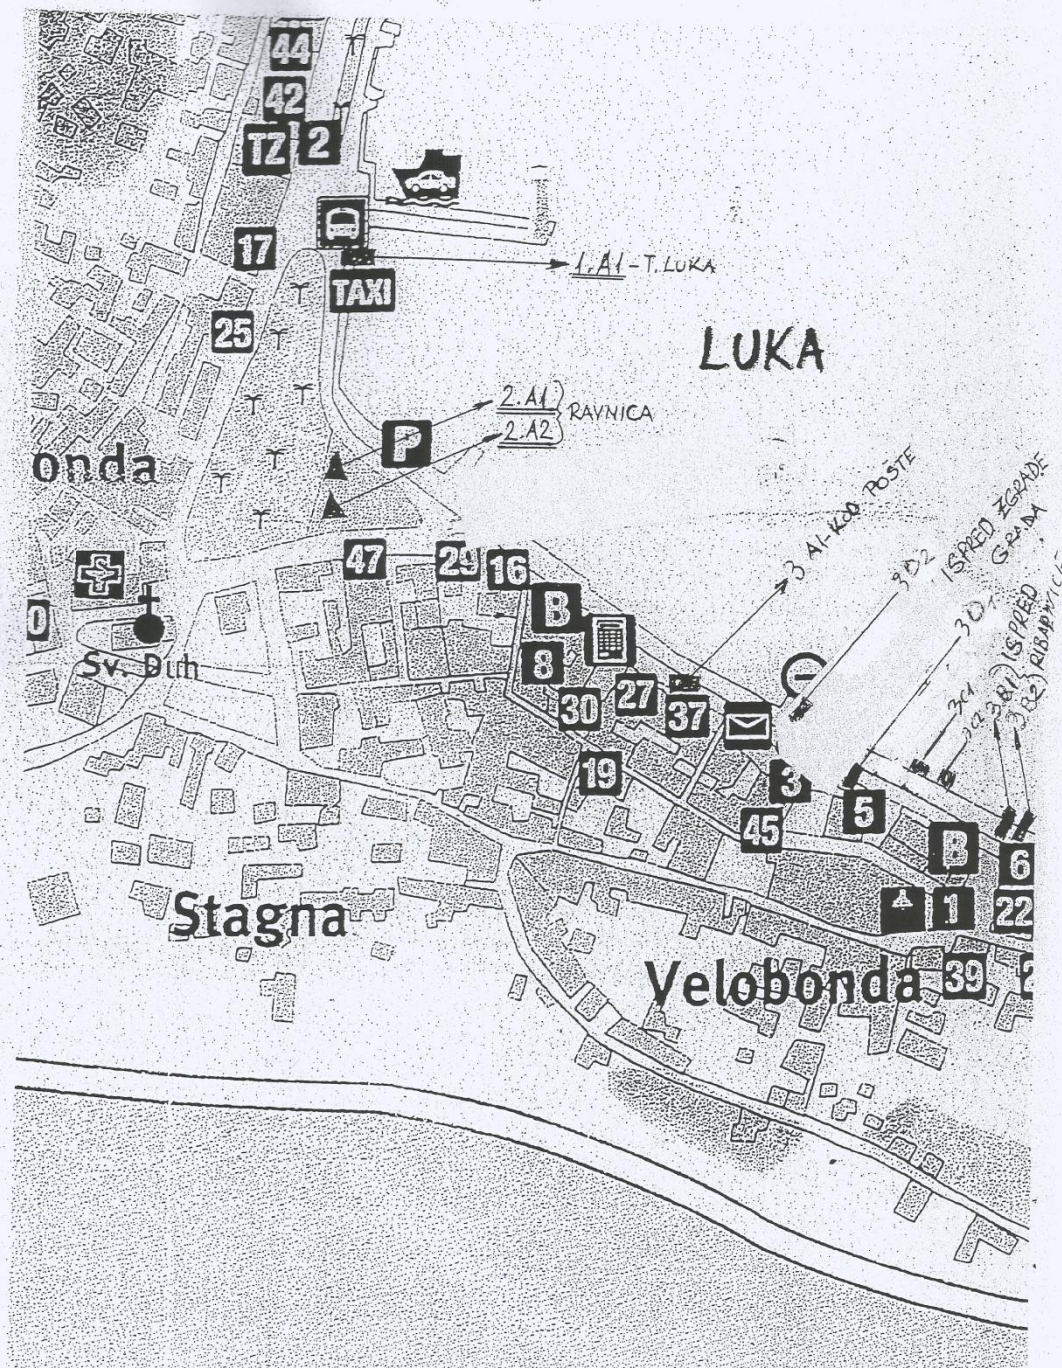 44
42
TZ 2
17
TAXI
1.A1-T. LUKA
25
LUKA
2.A1
2.A2
RAVNICA
P
onda
3 A1-KOD POŠTE
3D2 ISPRED ZGRADE GRADA
3D1
3C1
3B1) ISPRED
3B2)
47
29
16
B
8
27
30
37
Sv. Duh
19
3
5
45
B
6
1
22
Stagna
Velobonda
39